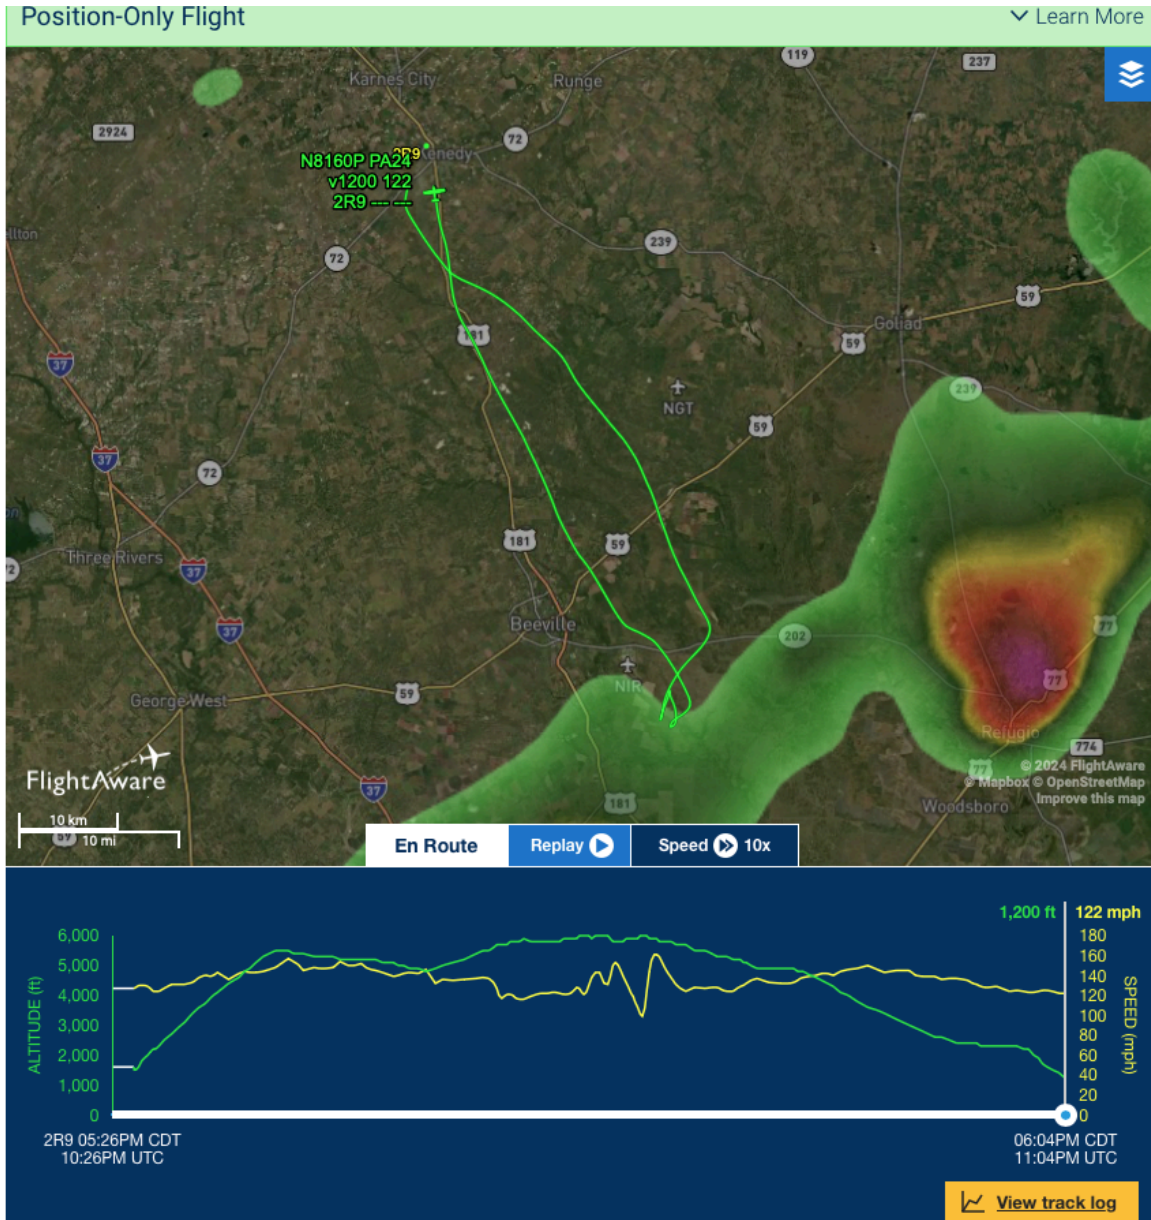 Position-Only Flight
Learn More
119
237
Karnes City
Runge
2924
72
2R9
enedy
N8160P PA24
v1200 122
2R9 --- ---
239
72
59
Goliad
181
59
37
NGT
239
59
37
72
181
59
Three Rivers
37
Beeville
202
77
37
NIR
George West
59
77
Refugio
774
FlightAware
© 2024 FlightAware
77
© Mapbox © OpenStreetMap
37
Improve this map
181
Woodsboro
10 km
59
10 mi
En Route
Replay
Speed
10x
1,200 ft
122 mph
6,000
5,000
4,000
3,000
2,000
1,000
0
ALTITUDE (ft)
180
160
140
120
100
80
60
40
20
0
SPEED (mph)
2R9 05:26PM CDT
10:26PM UTC
06:04PM CDT
11:04PM UTC
View track log